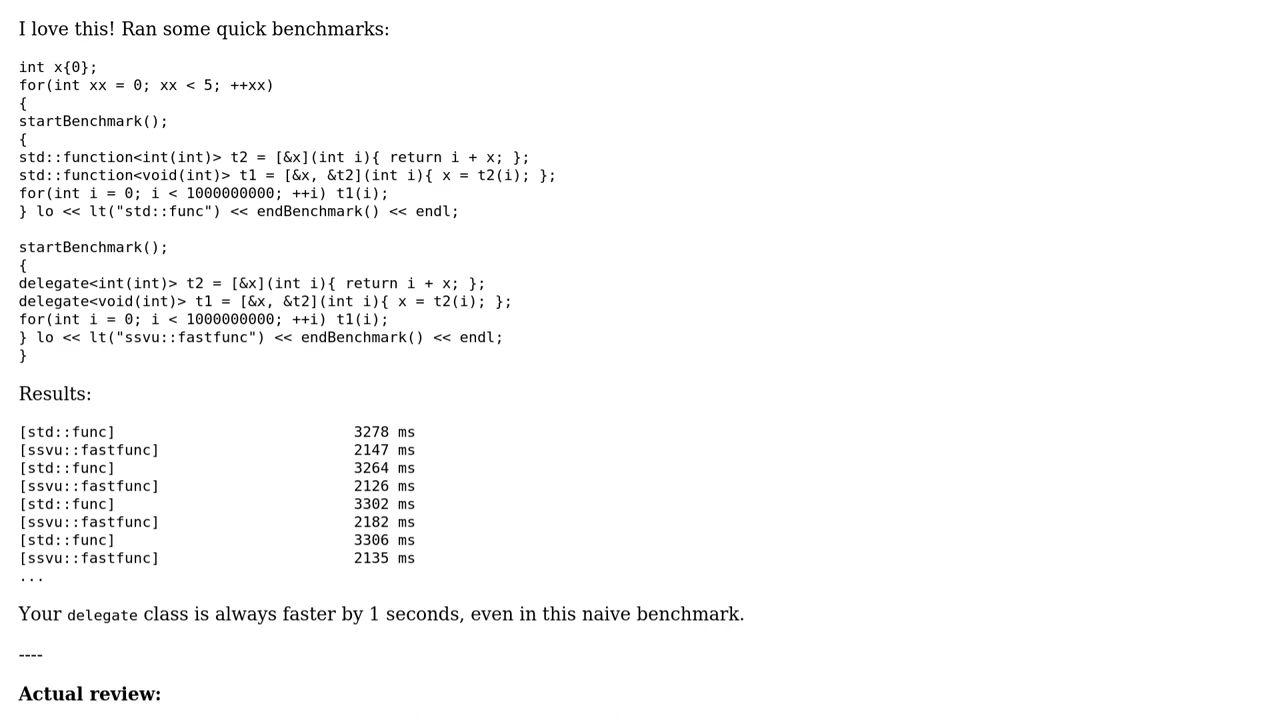 I love this! Ran some quick benchmarks:
int x{0};
for(int xx = 0; xx < 5; ++xx)
{
startBenchmark();
{
std::function<int(int)> t2 = [&x](int i){ return i + x; };
std::function<void(int)> t1 = [&x, &t2](int i){ x = t2(i); };
for(int i = 0; i < 1000000000; ++i) t1(i);
} lo << lt("std::func") << endBenchmark() << endl;
startBenchmark();
{
delegate<int(int)> t2 = [&x](int i){ return i + x; };
delegate<void(int)> t1 = [&x, &t2](int i){ x = t2(i); };
for(int i = 0; i < 1000000000; ++i) t1(i);
} lo << lt("ssvu::fastfunc") << endBenchmark() << endl;
}
Results:
[std::func] 3278 ms
[ssvu::fastfunc] 2147 ms
[std::func] 3264 ms
[ssvu::fastfunc] 2126 ms
[std::func] 3302 ms
[ssvu::fastfunc] 2182 ms
[std::func] 3306 ms
[ssvu::fastfunc] 2135 ms
...
Your delegate class is always faster by 1 seconds, even in this naive benchmark.
----
Actual review: